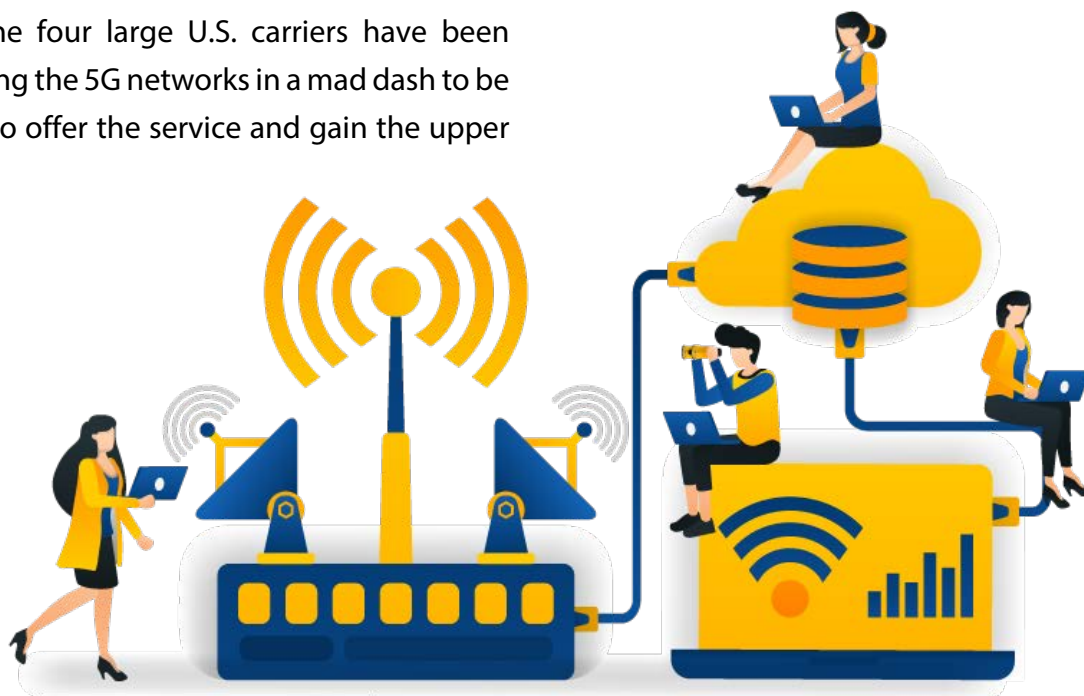 ne four large U.S. carriers have been
ng the 5G networks in a mad dash to be
o offer the service and gain the upper